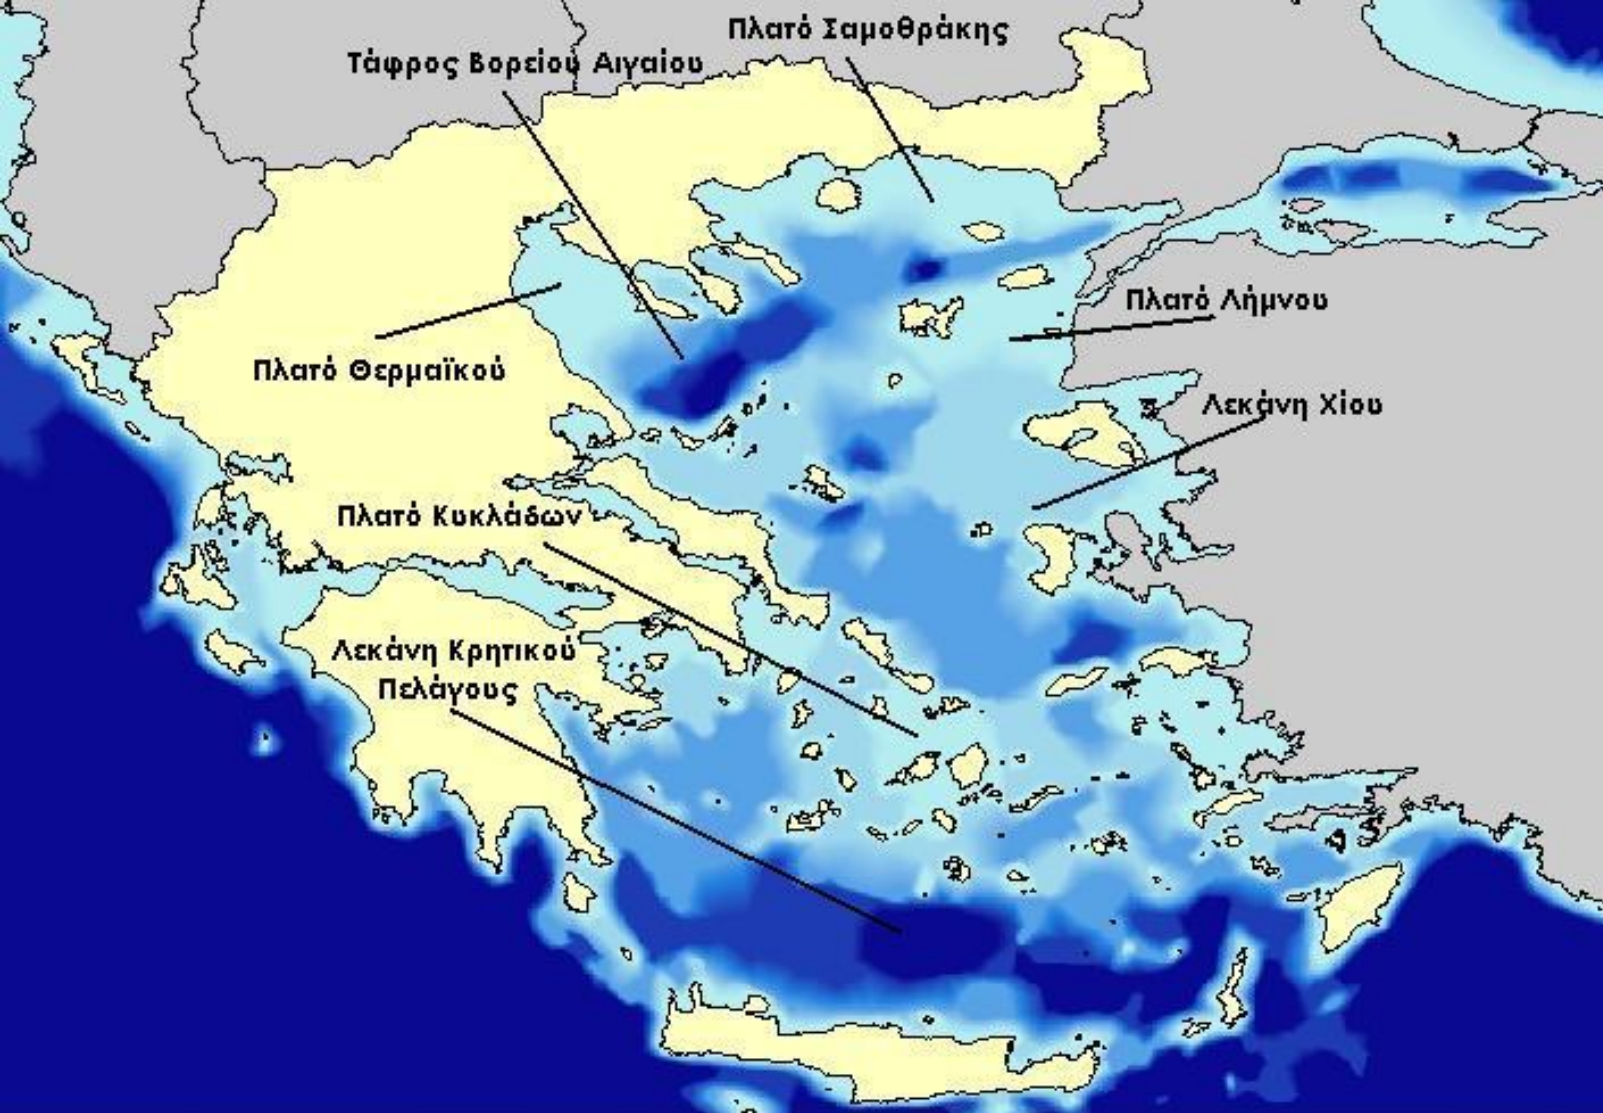 Πλατό Σαμοθράκης
Τάφρος Βορείου Αιγαίου
Πλατό Λήμνου
Πλατό Θερμαϊκού
Λεκάνη Χίου
Πλατό Κυκλάδων
Λεκάνη Κρητικού
Πελάγους